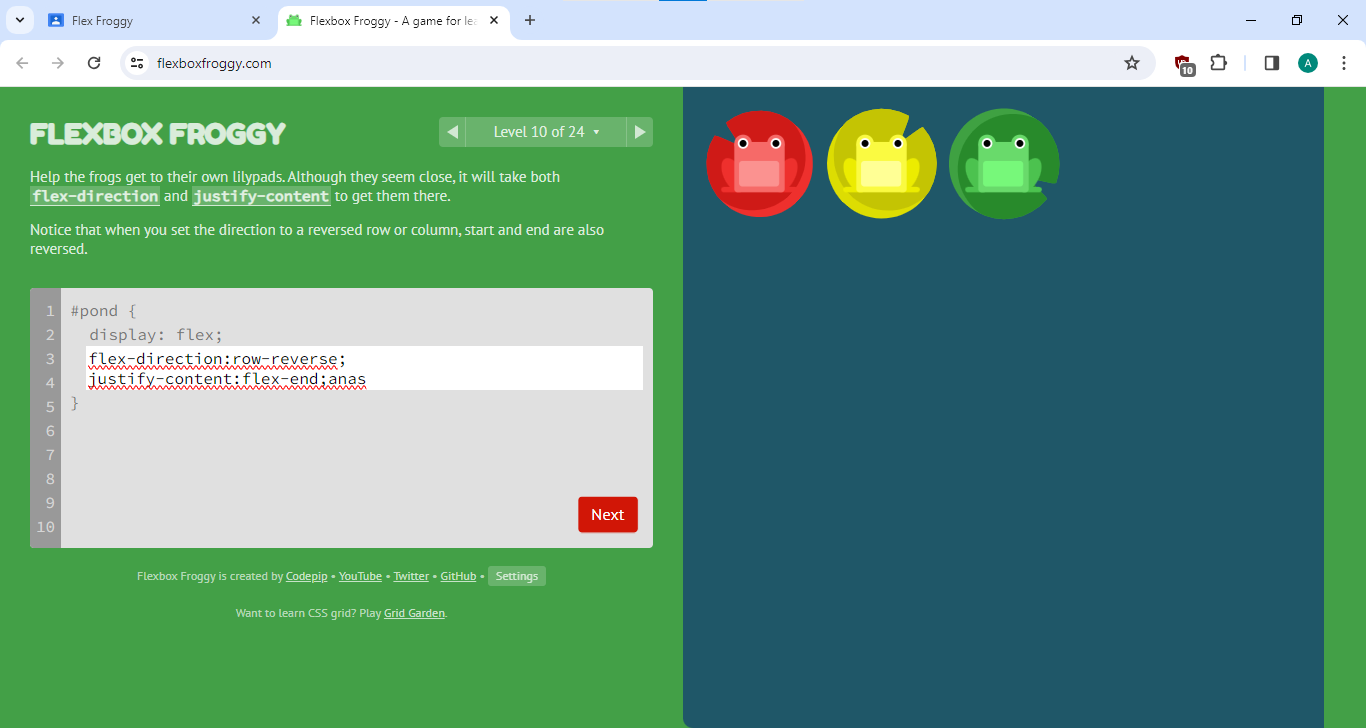 Flex Froggy
Flexbox Froggy - A game for lea
flexboxfroggy.com
10
A
FLEXBOX FROGGY
Level 10 of 24
Help the frogs get to their own lilypads. Although they seem close, it will take both
flex-direction and justify-content to get them there.
Notice that when you set the direction to a reversed row or column, start and end are also
reversed.
1 #pond {
2 display: flex;
3 flex-direction:row-reverse;
4 justify-content:flex-end;anas
5 }
6
7
8
9
10
Next
Flexbox Froggy is created by Codepip • YouTube • Twitter • GitHub • Settings
Want to learn CSS grid? Play Grid Garden.